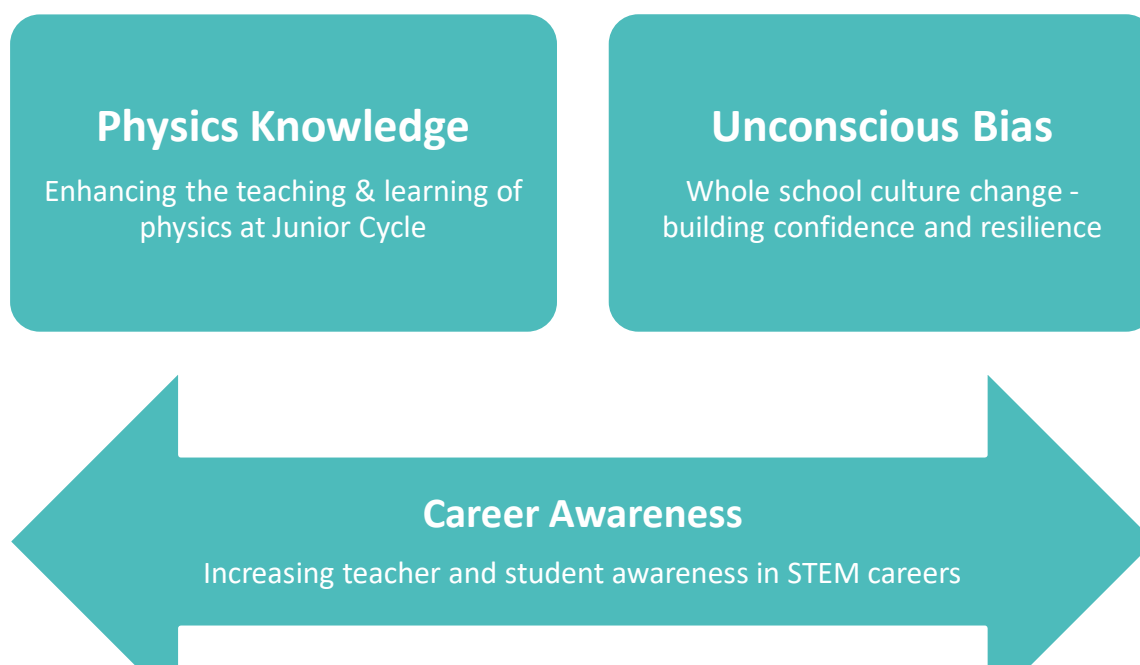 Physics Knowledge
Enhancing the teaching & learning of
physics at Junior Cycle
Unconscious Bias
Whole school culture change -
building confidence and resilience
Career Awareness
Increasing teacher and student awareness in STEM careers